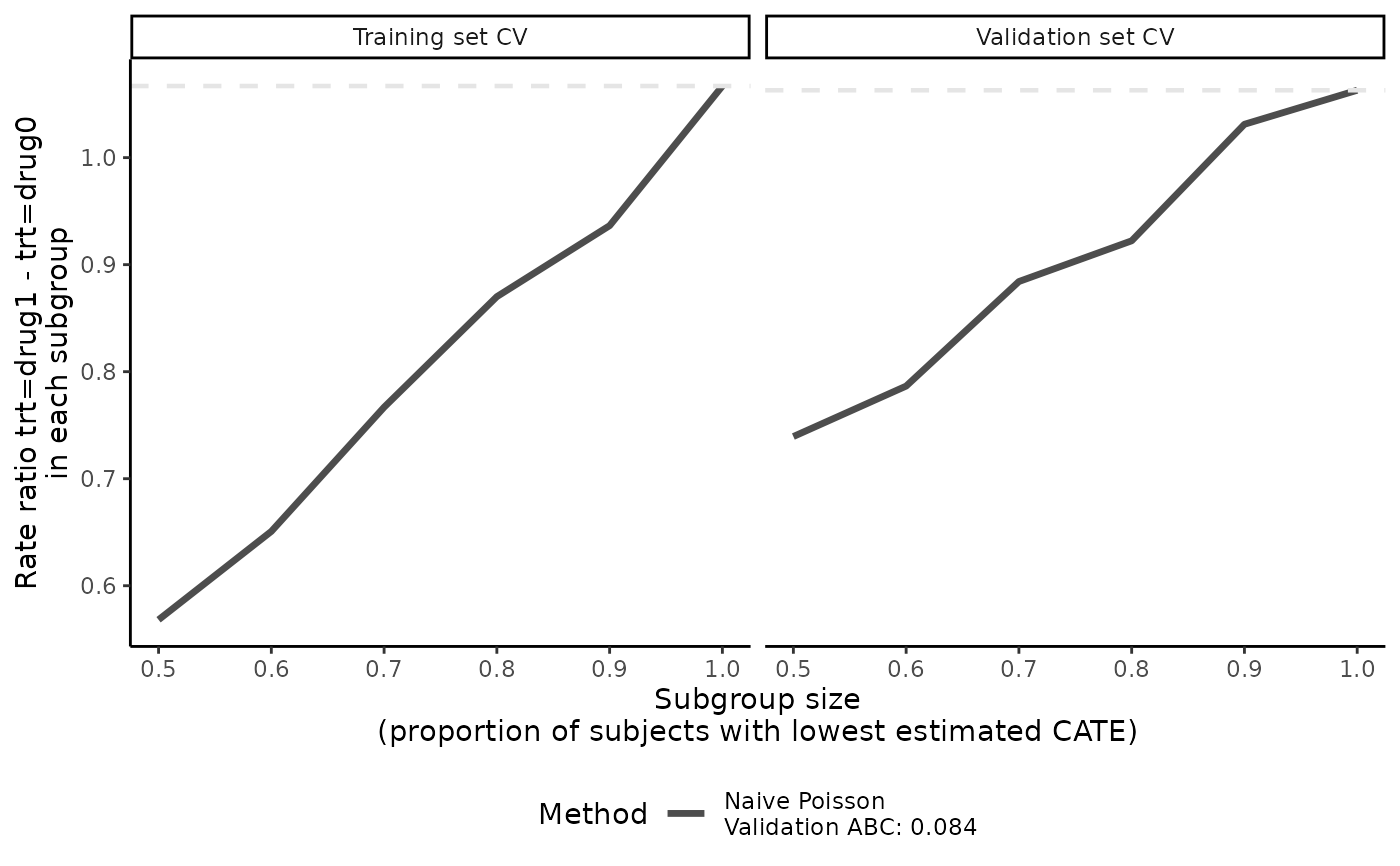 Training set CV
Validation set CV
Rate ratio trt=drug1 - trt=drug0
in each subgroup
1.0
0.9
0.8
0.7
0.6
0.5 0.6 0.7 0.8 0.9 1.0
0.5 0.6 0.7 0.8 0.9 1.0
Subgroup size
(proportion of subjects with lowest estimated CATE)
Method
Naive Poisson
Validation ABC: 0.084